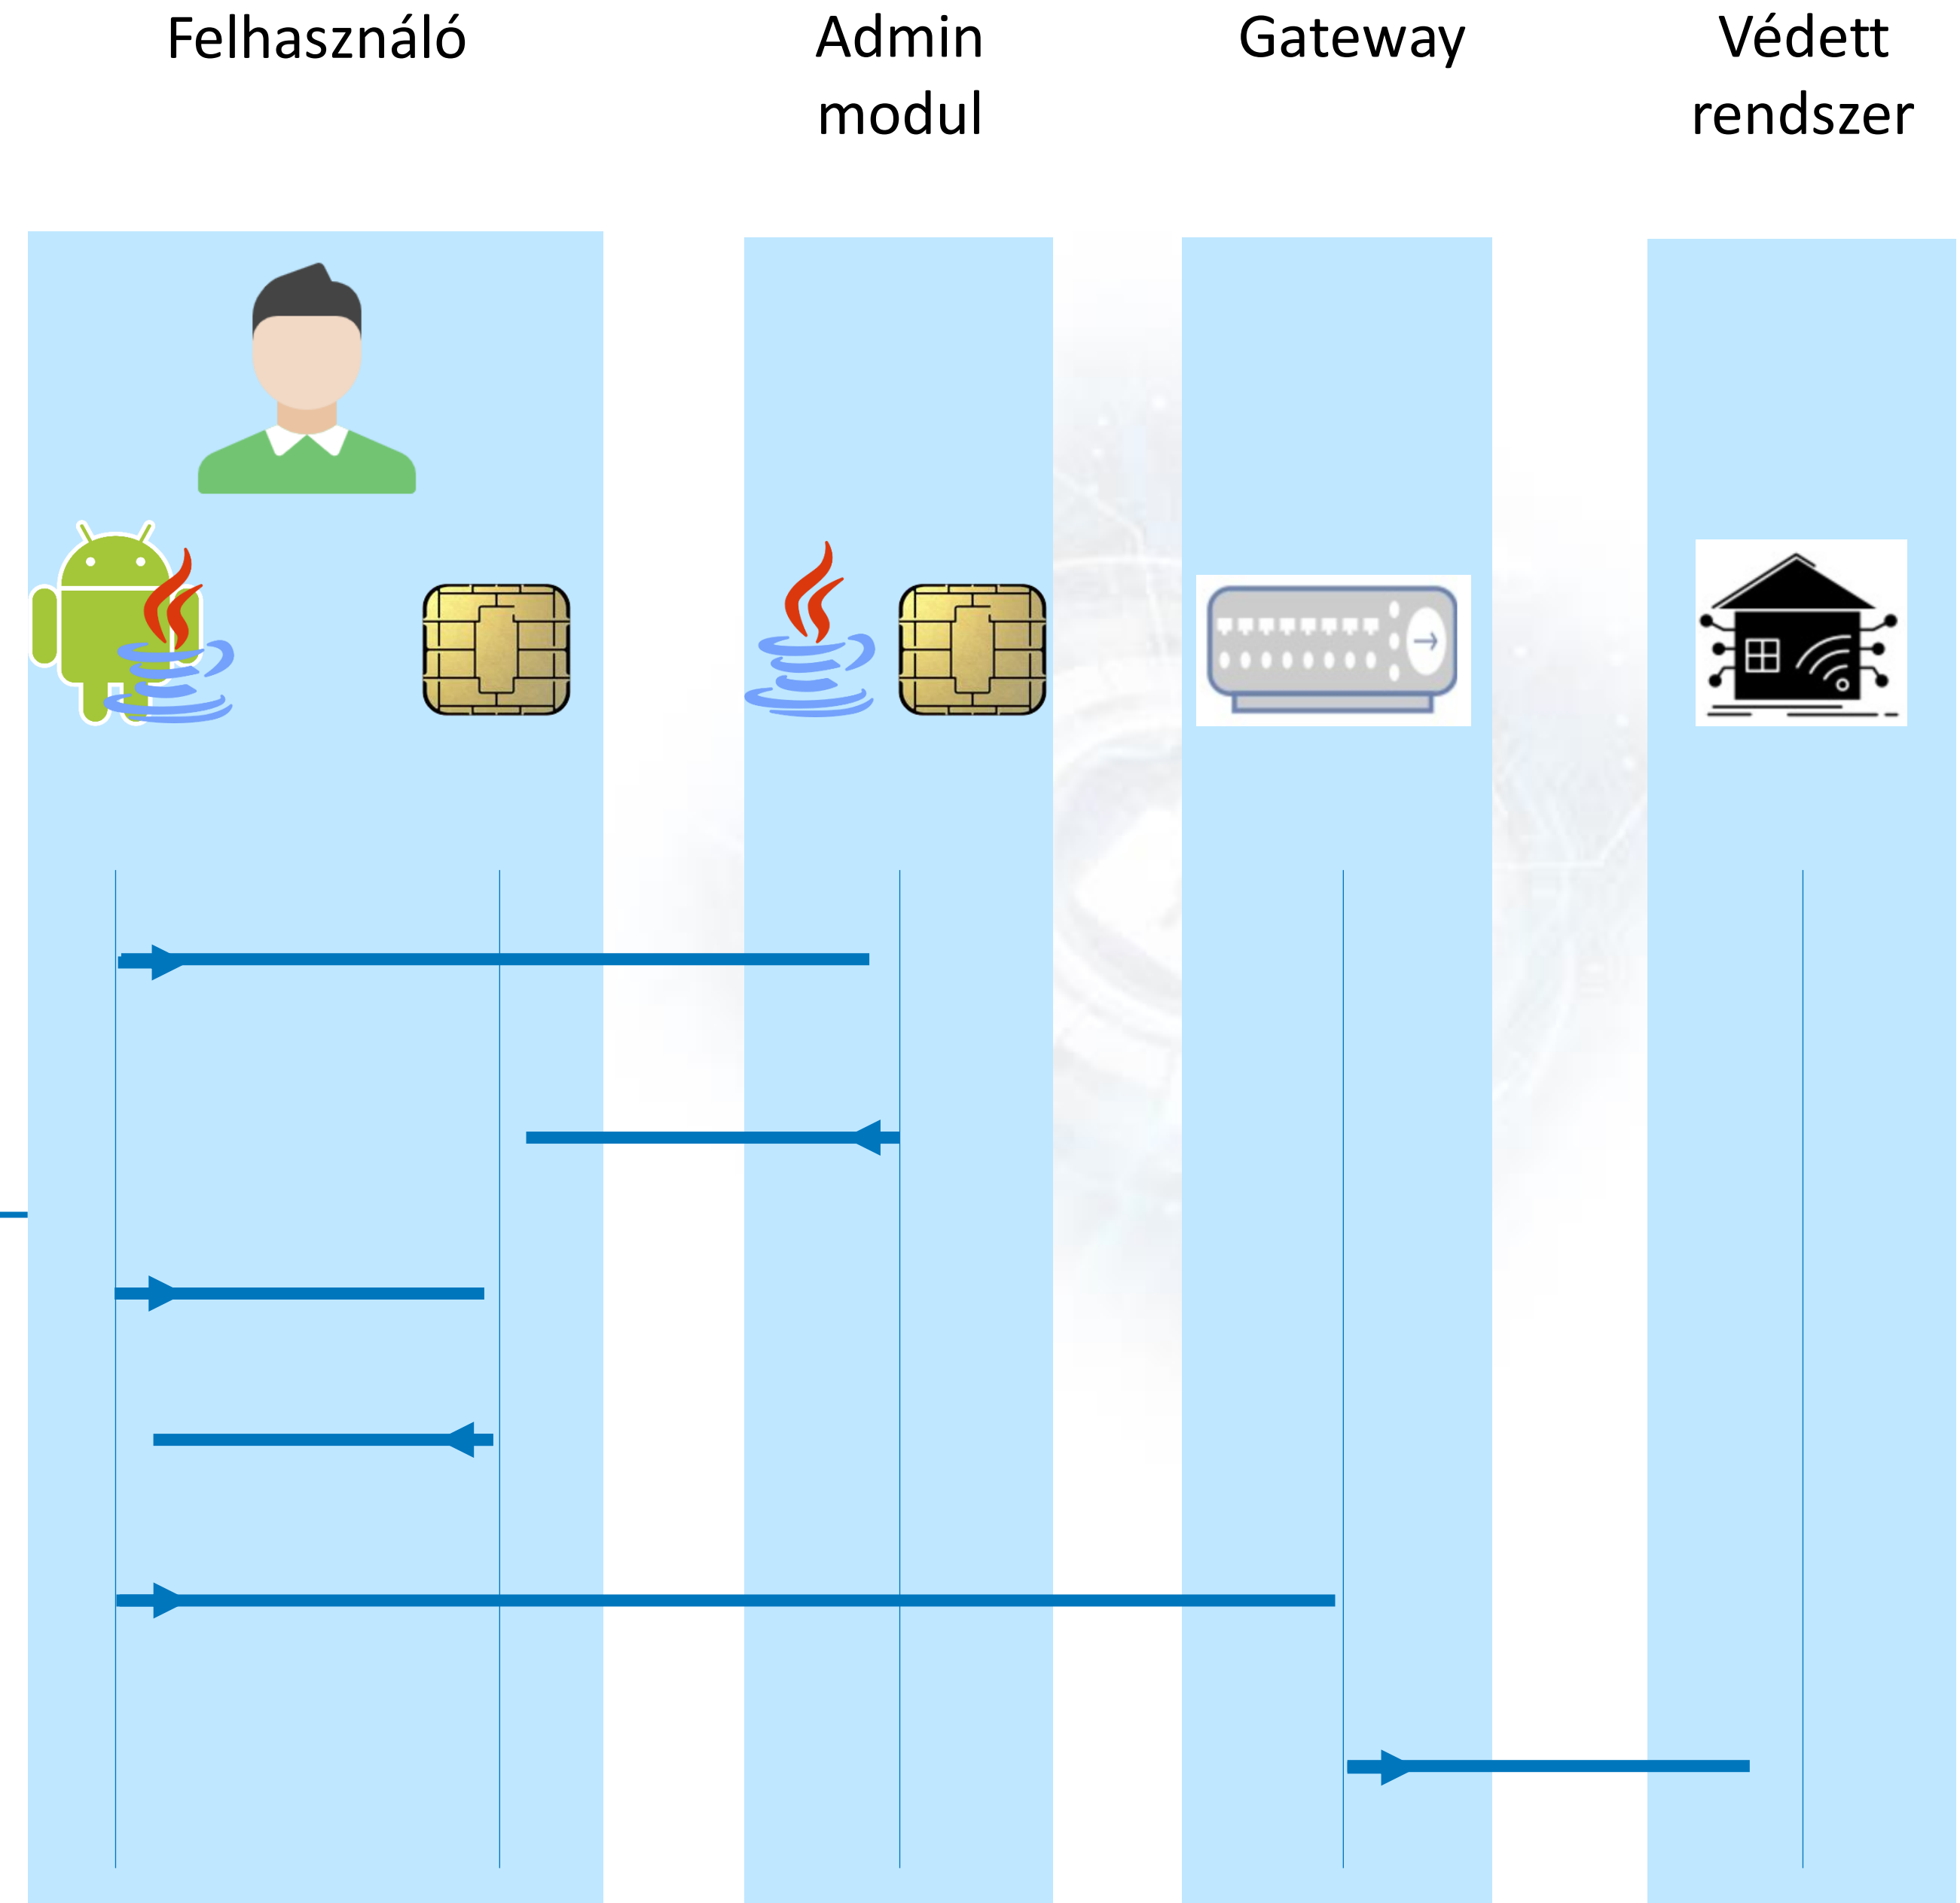 Felhasználó
Admin
modul
Gateway
Védett
rendszer